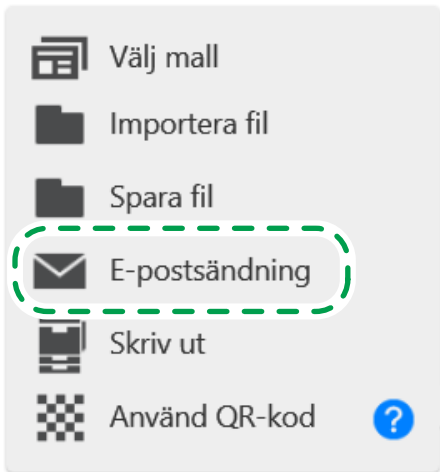 Välj mall
Importera fil
Spara fil
E-postsändning
Skriv ut
Använd QR-kod ?